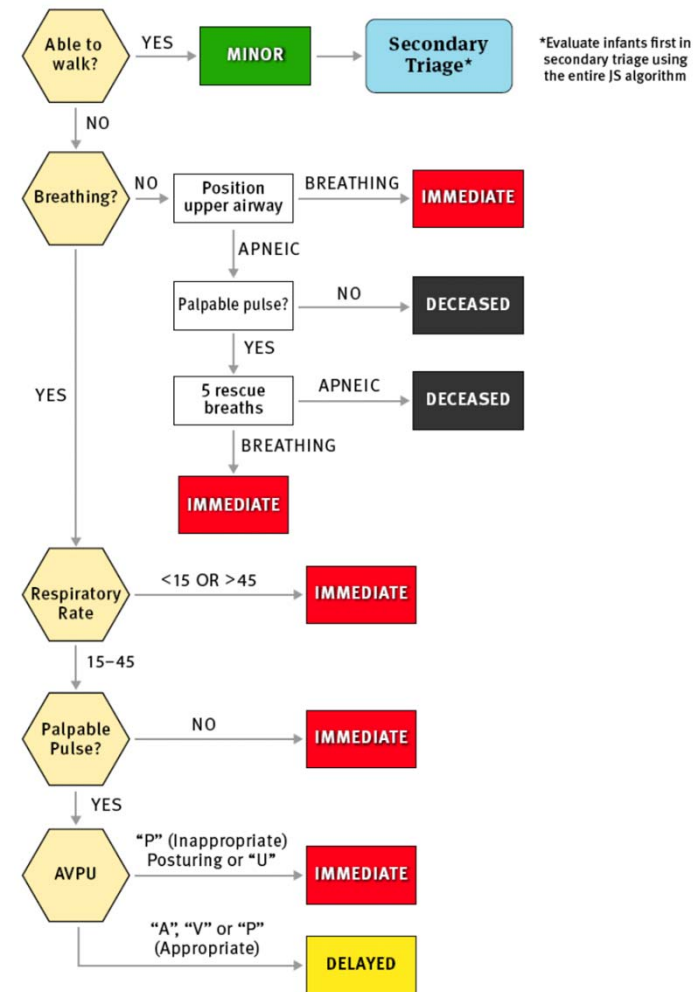 Able to
walk?
YES
MINOR
Secondary
Triage*
*Evaluate infants first in
secondary triage using
the entire JS algorithm
NO
Breathing?
NO
Position
upper airway
BREATHING
IMMEDIATE
APNEIC
Palpable pulse?
NO
DECEASED
YES
5 rescue
breaths
APNEIC
DECEASED
BREATHING
IMMEDIATE
YES
Respiratory
Rate
<15 OR >45
IMMEDIATE
15–45
Palpable
Pulse?
NO
IMMEDIATE
YES
AVPU
“P” (Inappropriate)
Posturing or “U”
IMMEDIATE
“A”, “V” or “P”
(Appropriate)
DELAYED